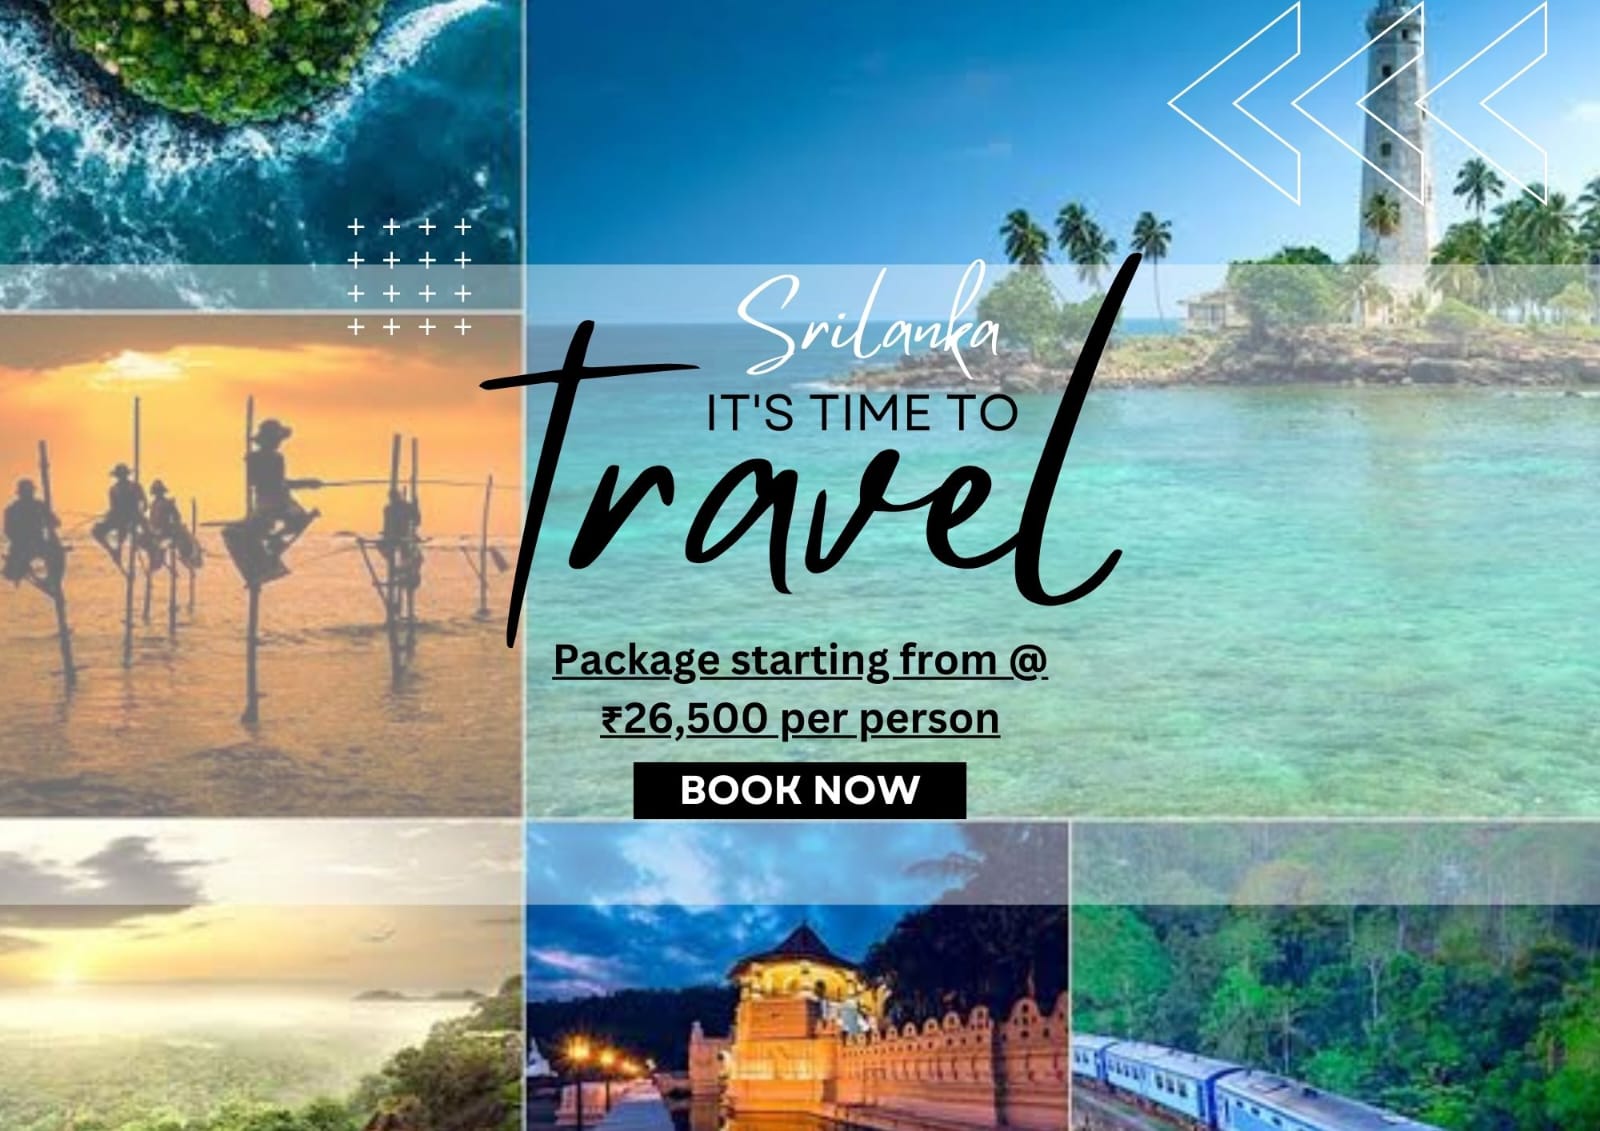 SriLanka
IT'S TIME TO
travel
Package starting from @
₹26,500 per person
BOOK NOW